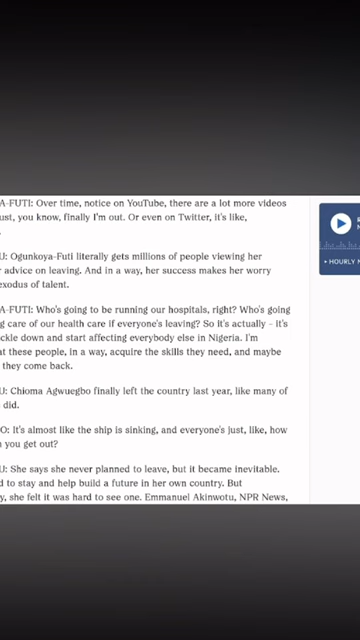 A-FUTI: Over time, notice on YouTube, there are a lot more videos
ust, you know, finally I'm out. Or even on Twitter, it's like,
U: Ogunkoya-Futi literally gets millions of people viewing her
r advice on leaving. And in a way, her success makes her worry
exodus of talent.
A-FUTI: Who's going to be running our hospitals, right? Who's going
g care of our health care if everyone's leaving? So it's actually - it's
ckle down and start affecting everybody else in Nigeria. I'm
at these people, in a way, acquire the skills they need, and maybe
they come back.
U: Chioma Agwuegbo finally left the country last year, like many of
did.
O: It's almost like the ship is sinking, and everyone's just, like, how
n you get out?
U: She says she never planned to leave, but it became inevitable.
d to stay and help build a future in her own country. But
y, she felt it was hard to see one. Emmanuel Akinwotu, NPR News,
• HOURLY N